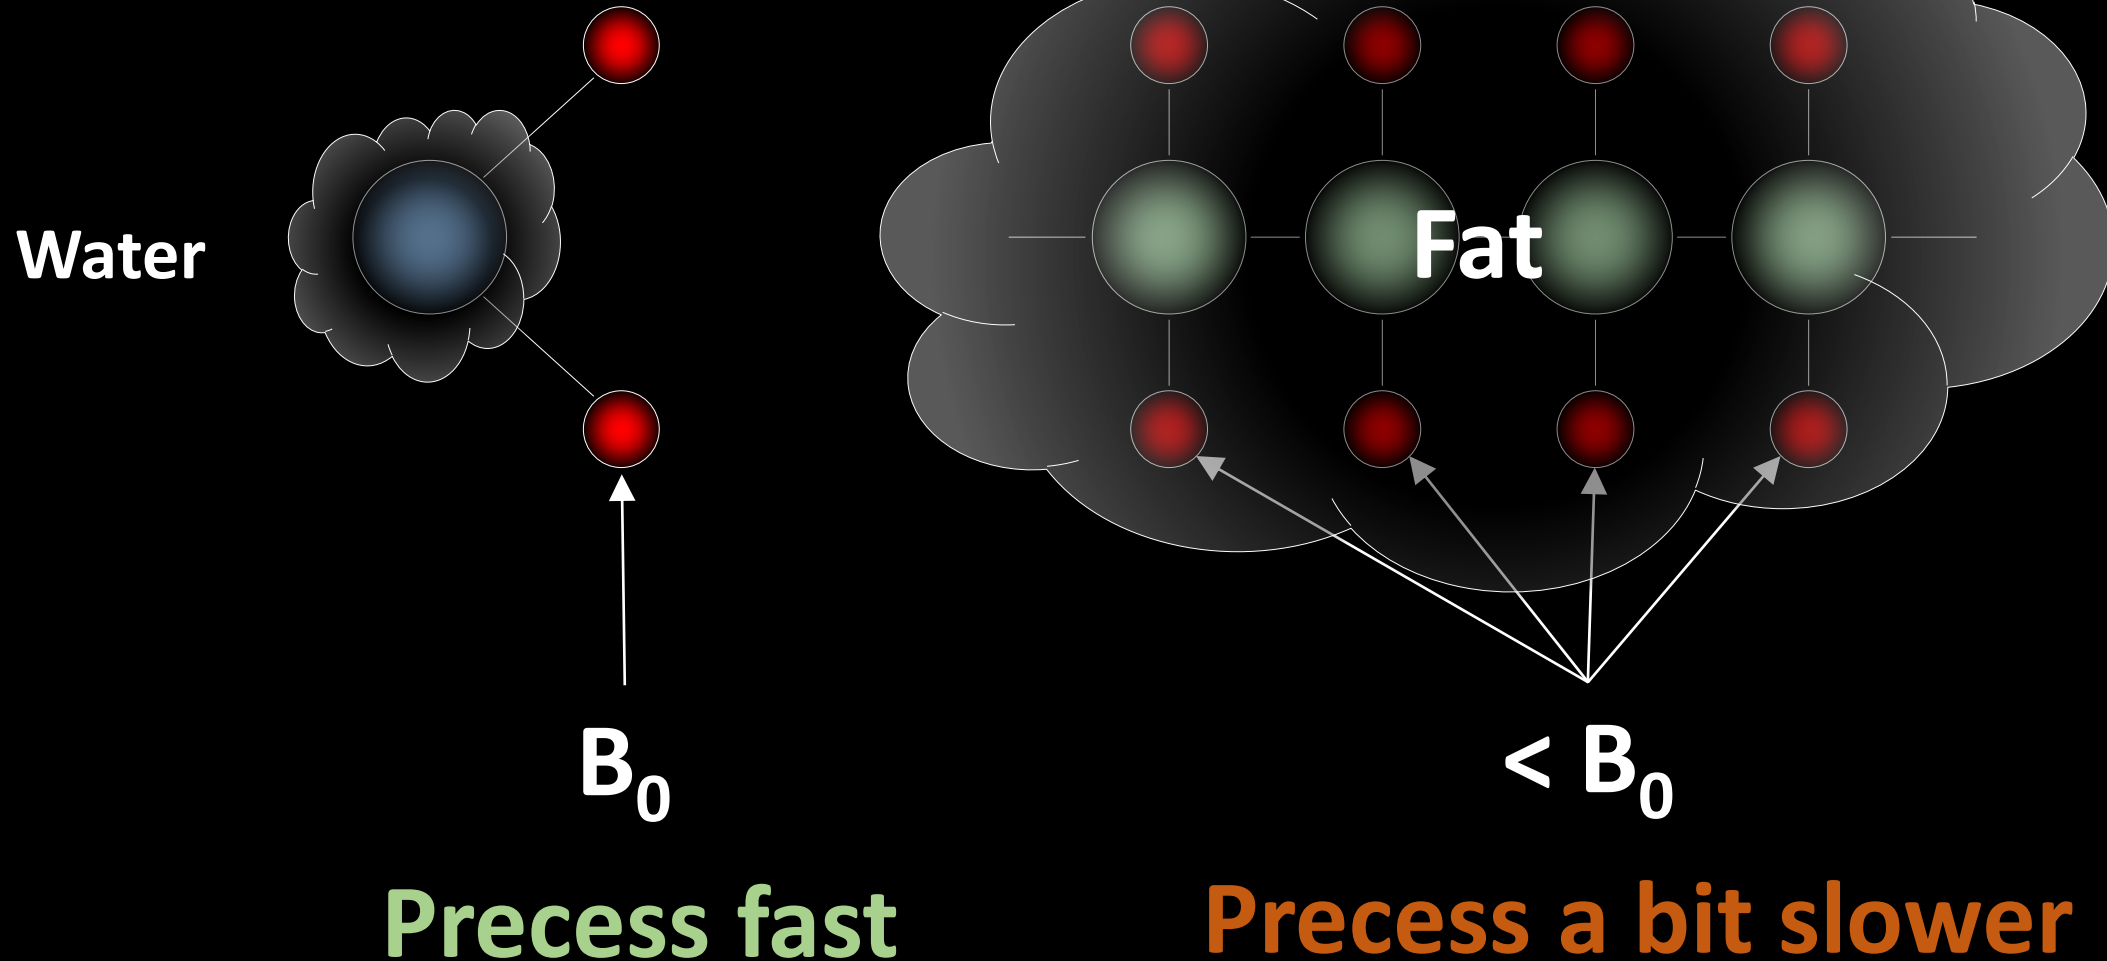 Water
Fat
B₀
< B₀
Precess fast
Precess a bit slower